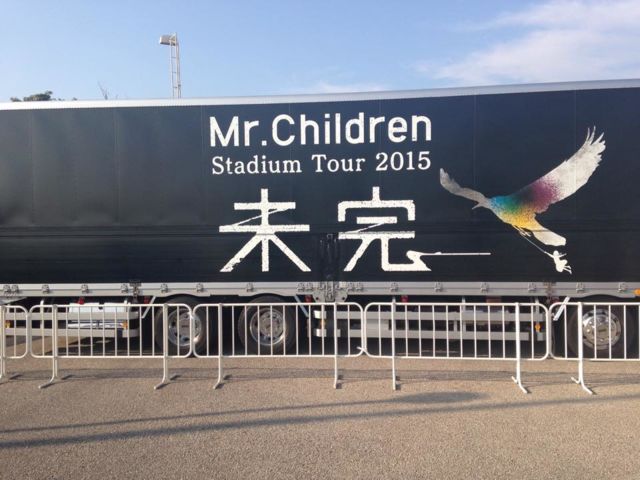 Mr.Children
Stadium Tour 2015
未完